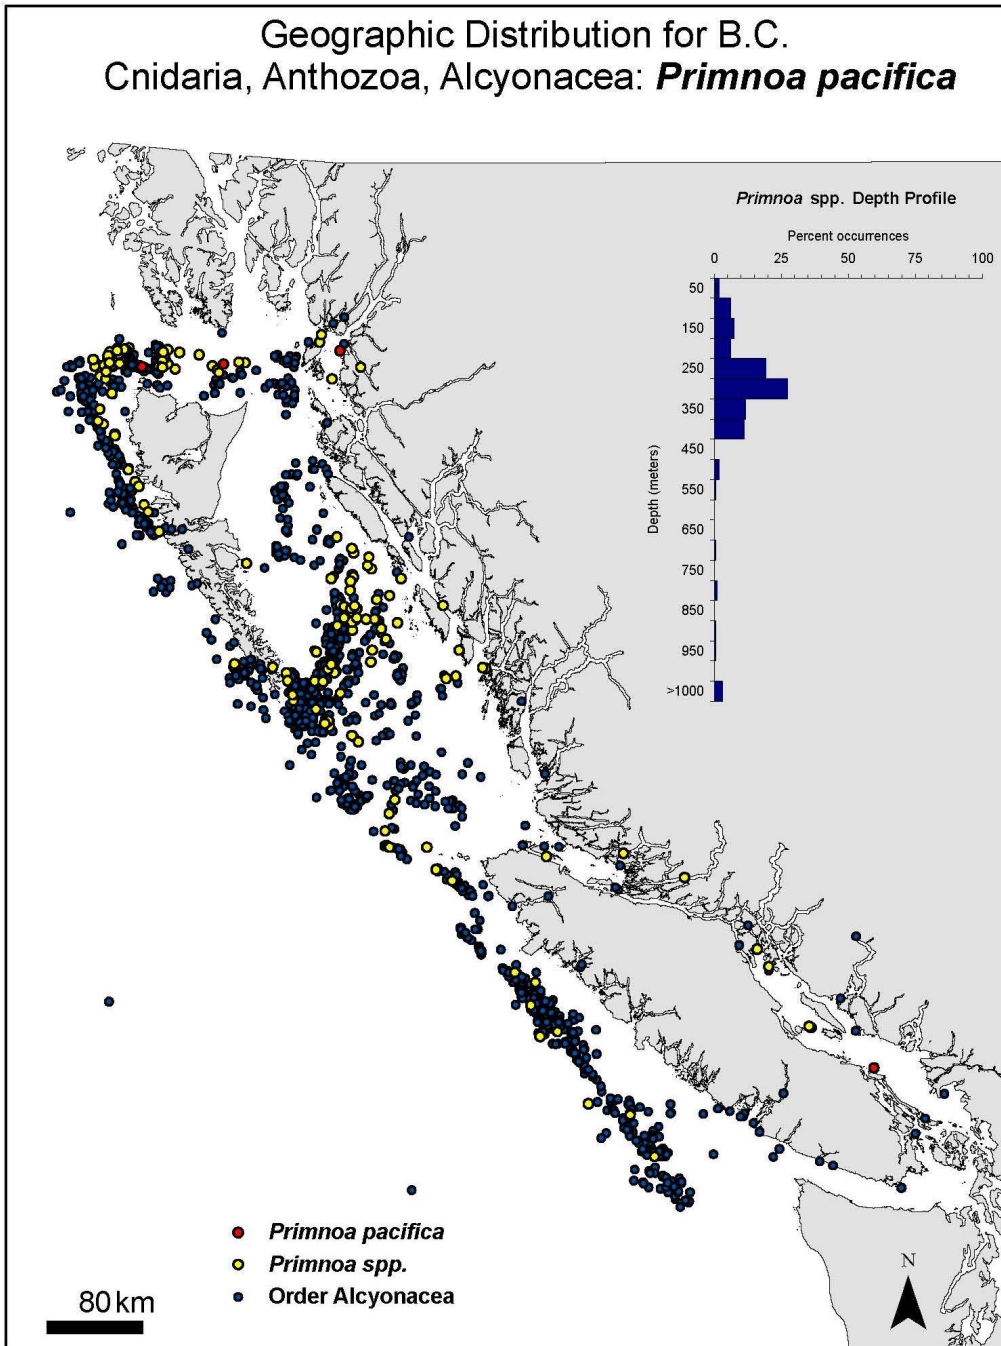 Geographic Distribution for B.C.
Cnidaria, Anthozoa, Alcyonacea: Primnoa pacifica
Primnoa spp. Depth Profile
Percent occurrences
0 25 50 75 100
50
150
250
350
450
550
650
750
850
950
>1000
Depth (meters)
Primnoa pacifica
Primnoa spp.
Order Alcyonacea
80 km
N